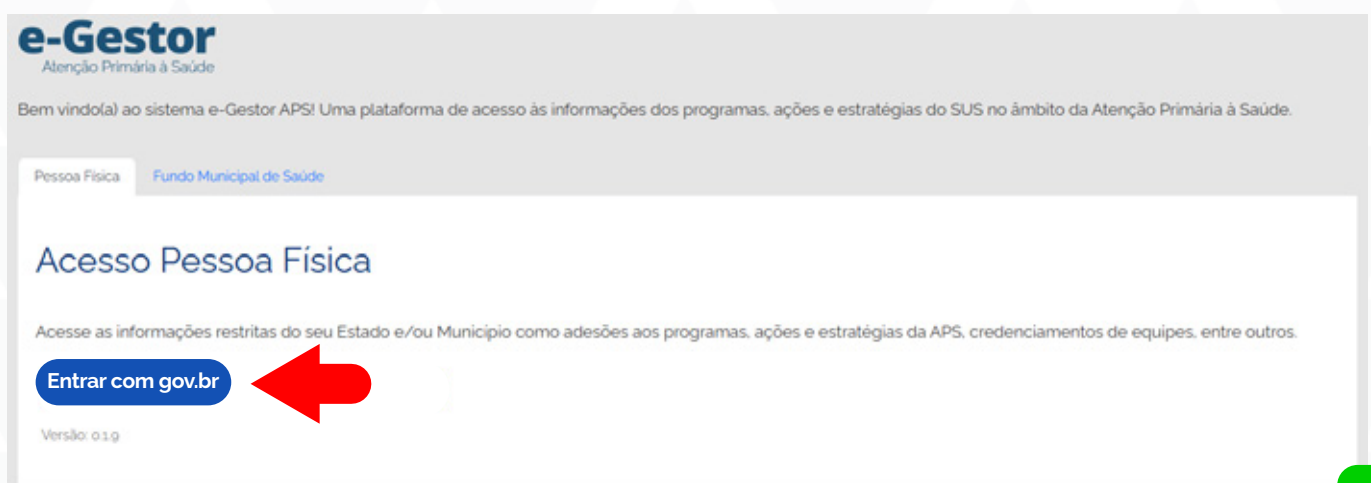 e-Gestor
Atenção Primária à Saúde
Bem vindo(a) ao sistema e-Gestor APS! Uma plataforma de acesso às informações dos programas, ações e estratégias do SUS no âmbito da Atenção Primária à Saúde.
Pessoa Física
Fundo Municipal de Saúde
Acesso Pessoa Física
Acesse as informações restritas do seu Estado e/ou Município como adesões aos programas, ações e estratégias da APS, credenciamentos de equipes, entre outros.
Entrar com gov.br
Versão: 0.1.9